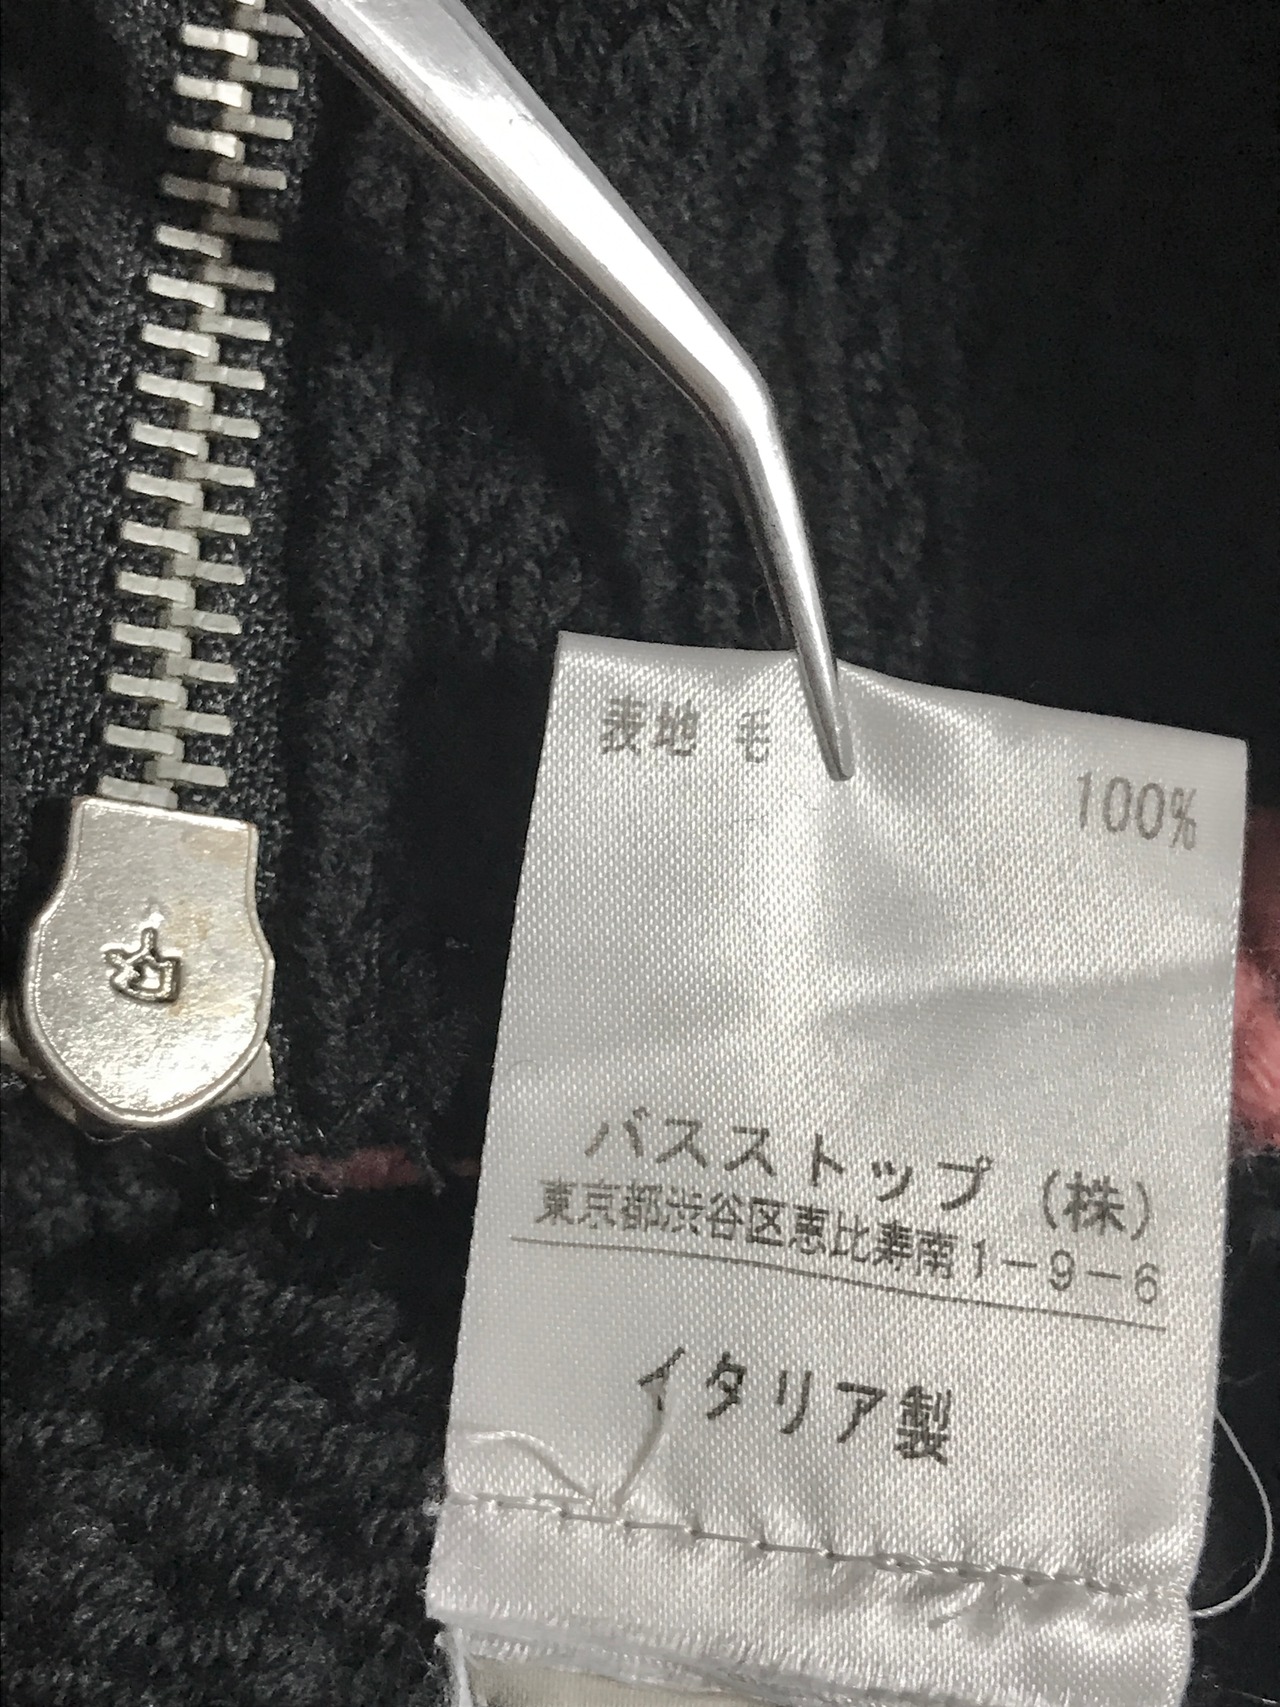 表地 毛 100%
バスストップ (株)
東京都渋谷区恵比寿南1-9-6
イタリア製